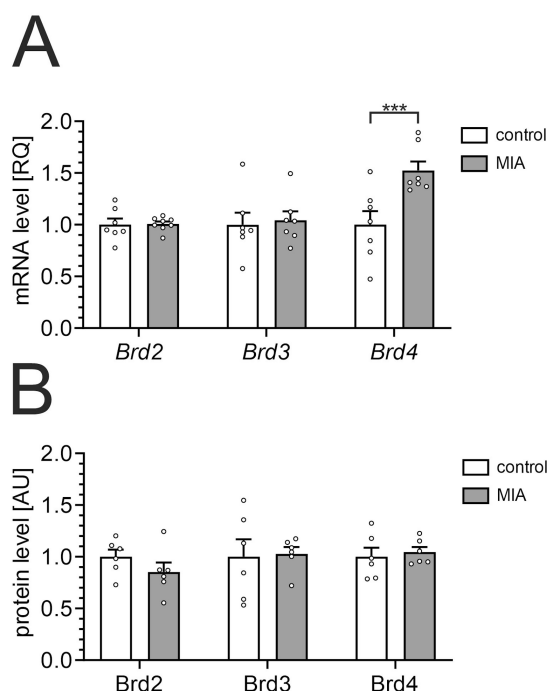 A
mRNA level [RQ]
2.0
1.5
1.0
0.5
0.0
***
control
MIA
Brd2 Brd3 Brd4
B
protein level [AU]
2.0
1.5
1.0
0.5
0.0
control
MIA
Brd2 Brd3 Brd4